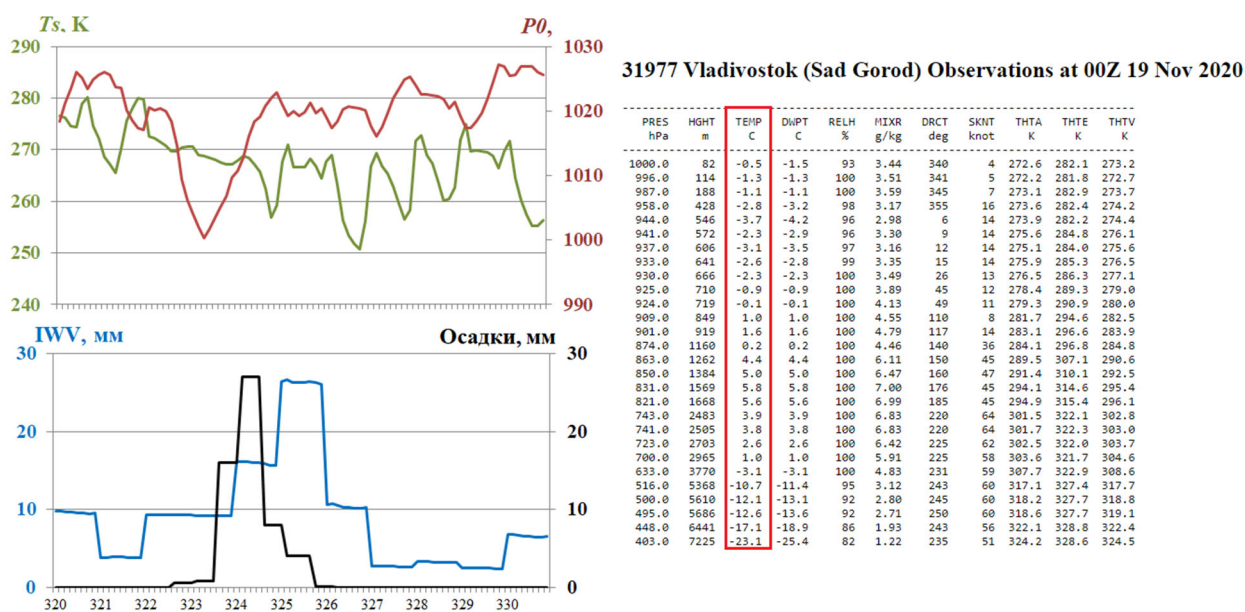 Ts, K
P0,
290
280
270
260
250
240
1030
1020
1010
1000
990
IWV, мм
Осадки, мм
30
20
10
0
30
20
10
0
320 321 322 323 324 325 326 327 328 329 330
31977 Vladivostok (Sad Gorod) Observations at 00Z 19 Nov 2020
PRES HGHT TEMP DWPT RELH MIXR DRCT SKNT THTA THTE THTV
hPa m C C % g/kg deg knot K K K
1000.0 82 -0.5 -1.5 93 3.44 340 4 272.6 282.1 273.2
996.0 114 -1.3 -1.3 100 3.51 341 5 272.2 281.8 272.7
987.0 188 -1.1 -1.1 100 3.59 345 7 273.1 282.9 273.7
958.0 428 -2.8 -3.2 98 3.17 355 16 273.6 282.4 274.2
944.0 546 -3.7 -4.2 96 2.98 6 14 273.9 282.2 274.4
941.0 572 -2.3 -2.9 96 3.30 9 14 275.6 284.8 276.1
937.0 606 -3.1 -3.5 97 3.16 12 14 275.1 284.0 275.6
933.0 641 -2.6 -2.8 99 3.35 15 14 275.9 285.3 276.5
930.0 666 -2.3 -2.3 100 3.49 26 13 276.5 286.3 277.1
925.0 710 -0.9 -0.9 100 3.89 45 12 278.4 289.3 279.0
924.0 719 -0.1 -0.1 100 4.13 49 11 279.3 290.9 280.0
909.0 849 1.0 1.0 100 4.55 110 8 281.7 294.6 282.5
901.0 919 1.6 1.6 100 4.79 117 14 283.1 296.6 283.9
874.0 1160 0.2 0.2 100 4.46 140 36 284.1 296.8 284.8
863.0 1262 4.4 4.4 100 6.11 150 45 289.5 307.1 290.6
850.0 1384 5.0 5.0 100 6.47 160 47 291.4 310.1 292.5
831.0 1569 5.8 5.8 100 7.00 176 45 294.1 314.6 295.4
821.0 1668 5.6 5.6 100 6.99 185 45 294.9 315.4 296.1
743.0 2483 3.9 3.9 100 6.83 220 64 301.5 322.1 302.8
741.0 2505 3.8 3.8 100 6.83 220 64 301.7 322.3 303.0
723.0 2703 2.6 2.6 100 6.42 225 62 302.5 322.0 303.7
700.0 2965 1.0 1.0 100 5.91 225 58 303.6 321.7 304.6
633.0 3770 -3.1 -3.1 100 4.83 231 59 307.7 322.9 308.6
516.0 5368 -10.7 -11.4 95 3.12 243 60 317.1 327.4 317.7
500.0 5610 -12.1 -13.1 92 2.80 245 60 318.2 327.7 318.8
495.0 5686 -12.6 -13.6 92 2.71 250 60 318.6 327.7 319.1
448.0 6441 -17.1 -18.9 86 1.93 243 56 322.1 328.8 322.4
403.0 7225 -23.1 -25.4 82 1.22 235 51 324.2 328.6 324.5